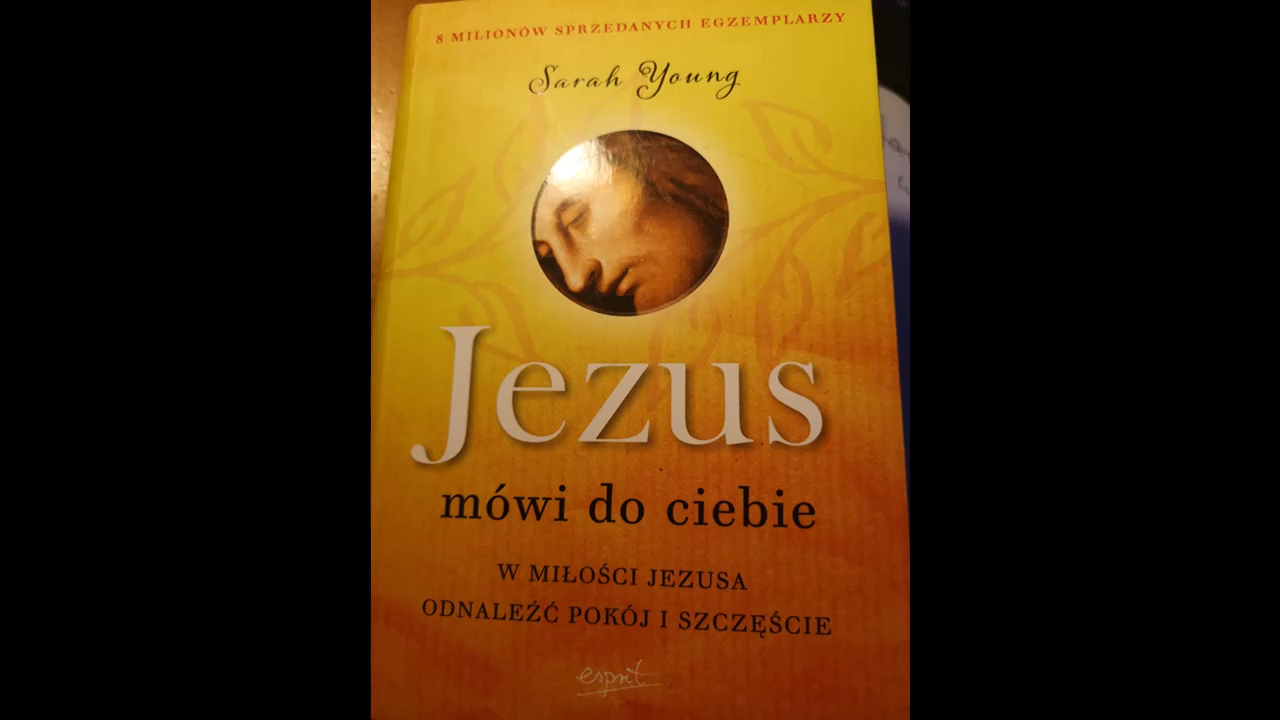 8 MILIONÓW SPRZEDANYCH EGZEMPLARZY
Sarah Young
Jezus
mówi do ciebie
W MIŁOŚCI JEZUSA
ODNALEŹĆ POKÓJ I SZCZĘŚCIE
esprit